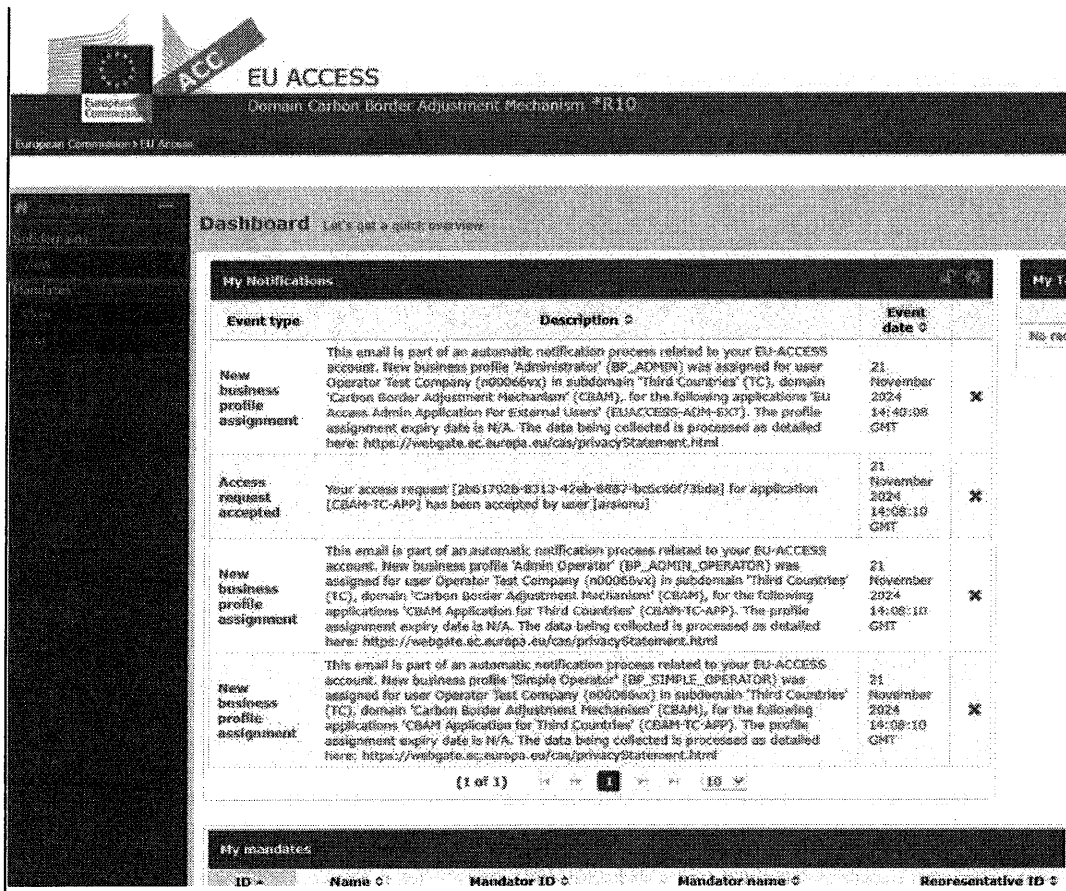 ACC
EU ACCESS
European
Commission
Domain Carbon Border Adjustment Mechanism *R10
European Commission > EU Access
Dashboard Let's get a quick overview
Mandates
My Notifications
Event type Description Event
date
This email is part of an automatic notification process related to your EU-ACCESS
account. New business profile 'Administrator' (BP_ADMIN) was assigned for user
Operator Test Company (n00066vx) in subdomain 'Third Countries' (TC), domain
'Carbon Border Adjustment Mechanism' (CBAM), for the following applications 'Eu
Access Admin Application For External Users' (EUACCESS-ADM-EXT). The profile
assignment expiry date is N/A. The data being collected is processed as detailed
here: https://webgate.ec.europa.eu/cas/privacyStatement.html
New
business
profile
assignment
21
November
2024
14:40:08
GMT
Access
request
accepted
Your access request for application
[CBAM-TC-APP] has been accepted by user [arsionu]
21
November
2024
14:08:10
GMT
New
business
profile
assignment
This email is part of an automatic notification process related to your EU-ACCESS
account. New business profile 'Admin Operator' (BP_ADMIN_OPERATOR) was
assigned for user Operator Test Company (n00066vx) in subdomain 'Third Countries'
(TC), domain 'Carbon Border Adjustment Mechanism' (CBAM), for the following
applications 'CBAM Application for Third Countries' (CBAM-TC-APP). The profile
assignment expiry date is N/A. The data being collected is processed as detailed
here: https://webgate.ec.europa.eu/cas/privacyStatement.html
21
November
2024
14:08:10
GMT
New
business
profile
assignment
This email is part of an automatic notification process related to your EU-ACCESS
account. New business profile 'Simple Operator' (BP_SIMPLE_OPERATOR) was
assigned for user Operator Test Company (n00066vx) in subdomain 'Third Countries'
(TC), domain 'Carbon Border Adjustment Mechanism' (CBAM), for the following
applications 'CBAM Application for Third Countries' (CBAM-TC-APP). The profile
assignment expiry date is N/A. The data being collected is processed as detailed
here: https://webgate.ec.europa.eu/cas/privacyStatement.html
21
November
2024
14:08:10
GMT
(1 of 1) 1 10
My mandates
ID Name Mandator ID Mandator name Representative ID
My T
No rec